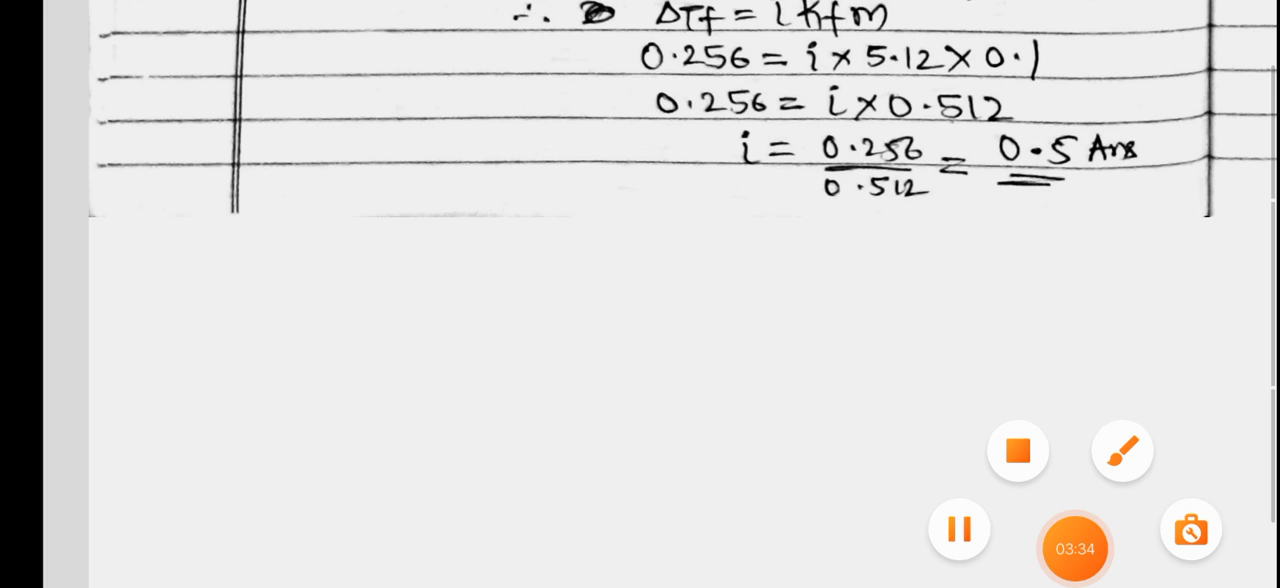 ∴ ΔTf = i Kf m
0.256 = i × 5.12 × 0.1
0.256 = i × 0.512
i = 0.256 / 0.512 = 0.5 Ans
03:34